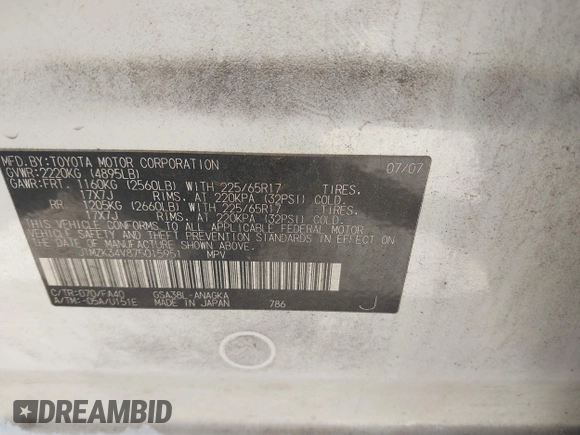 MFD.BY:TOYOTA MOTOR CORPORATION 07/07
GVWR:2220KG (4895LB)
GAWR:FRT. 1160KG (2560LB) WITH 225/65R17 TIRES,
17X7J RIMS, AT 220KPA (32PSI) COLD.
RR 1205KG (2660LB) WITH 225/65R17 TIRES,
17X7J RIMS, AT 220KPA (32PSI) COLD.
THIS VEHICLE CONFORMS TO ALL APPLICABLE FEDERAL MOTOR
VEHICLE SAFETY AND THEFT PREVENTION STANDARDS IN
EFFECT ON THE DATE OF MANUFACTURE SHOWN ABOVE.
JTMZK34V875015951 MPV
C/TR:070/FA40 GSA38L-ANAGKA
A/TM:-05A/U151E MADE IN JAPAN 786 J
DREAMBID